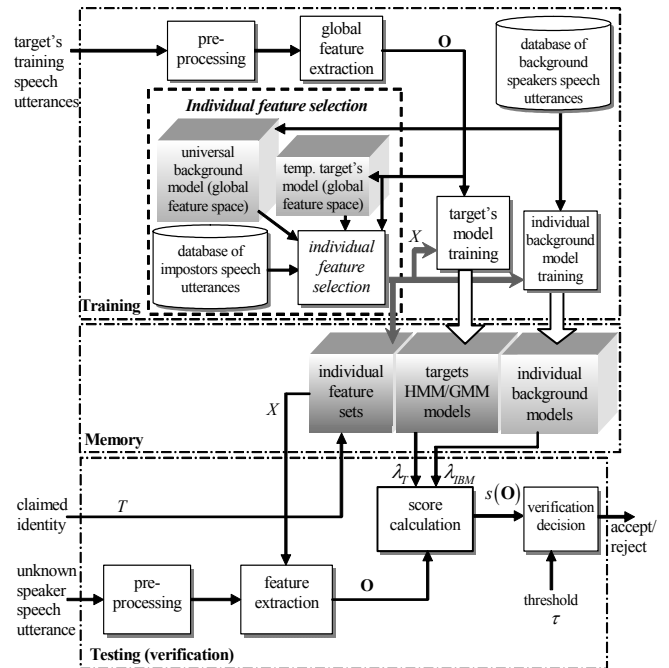 target's
training
speech
utterances
pre-
processing
global
feature
extraction
O
database of
background
speakers speech
utterances
Individual feature selection
universal
background
model (global
feature space)
temp. target's
model (global
feature space)
database of
impostors speech
utterances
individual
feature
selection
X
target's
model
training
individual
background
model
training
Training
individual
feature
sets
targets
HMM/GMM
models
individual
background
models
X
Memory
λT
λIBM
claimed
identity
T
score
calculation
s(O)
verification
decision
accept/
reject
unknown
speaker
speech
utterance
pre-
processing
feature
extraction
O
threshold
τ
Testing (verification)